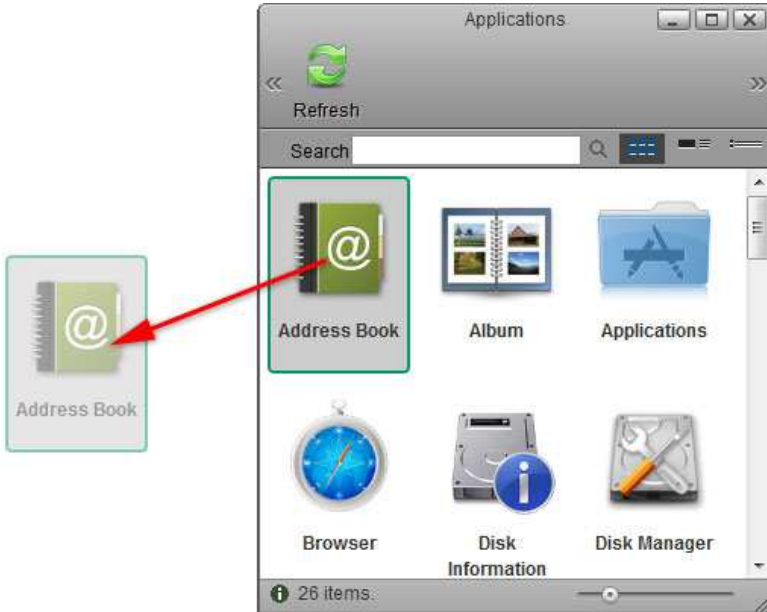 Applications
«
»
Refresh
Search
@
@
Address Book
Album
Applications
Address Book
Browser
Disk
Information
Disk Manager
26 items.